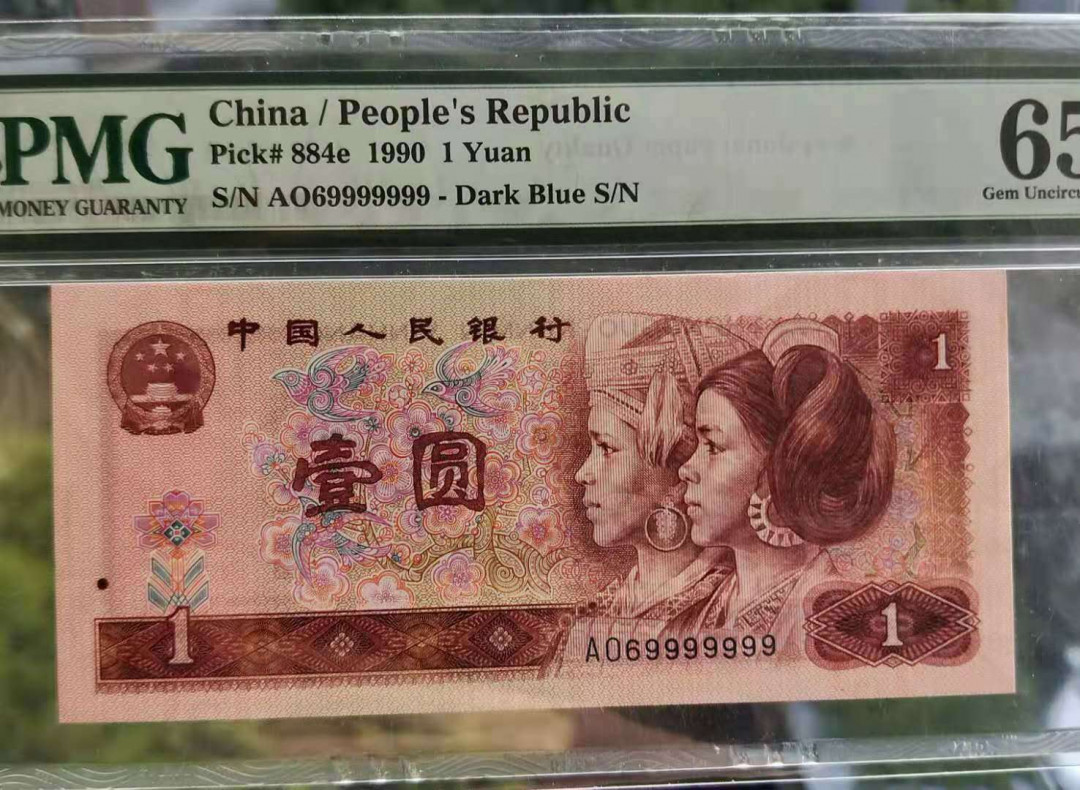 PMG
MONEY GUARANTY
China / People's Republic
Pick# 884e 1990 1 Yuan
S/N AO69999999 - Dark Blue S/N
65
Gem Uncircu
中国人民银行
1
壹圆
1
AO69999999
1